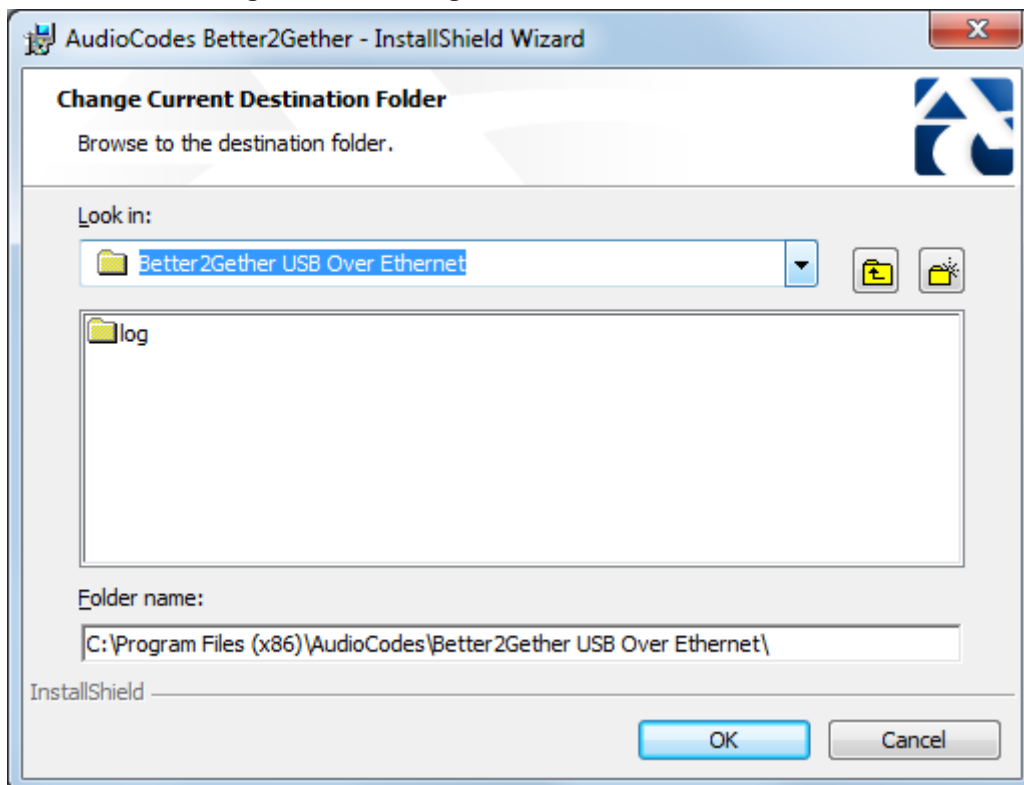 AudioCodes Better2Gether - InstallShield Wizard
Change Current Destination Folder
Browse to the destination folder.
Look in:
Better2Gether USB Over Ethernet
log
Folder name:
C:\Program Files (x86)\AudioCodes\Better2Gether USB Over Ethernet\
InstallShield
OK Cancel